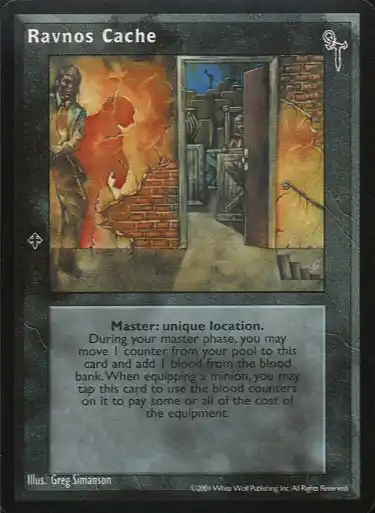 Ravnos Cache
Master: unique location.
During your master phase, you may
move 1 counter from your pool to this
card and add 1 blood from the blood
bank. When equipping a minion, you may
tap this card to use the blood counters
on it to pay some or all of the cost of
the equipment.
Illus. Greg Simanson
©2001 White Wolf Publishing, Inc. All Rights Reserved.